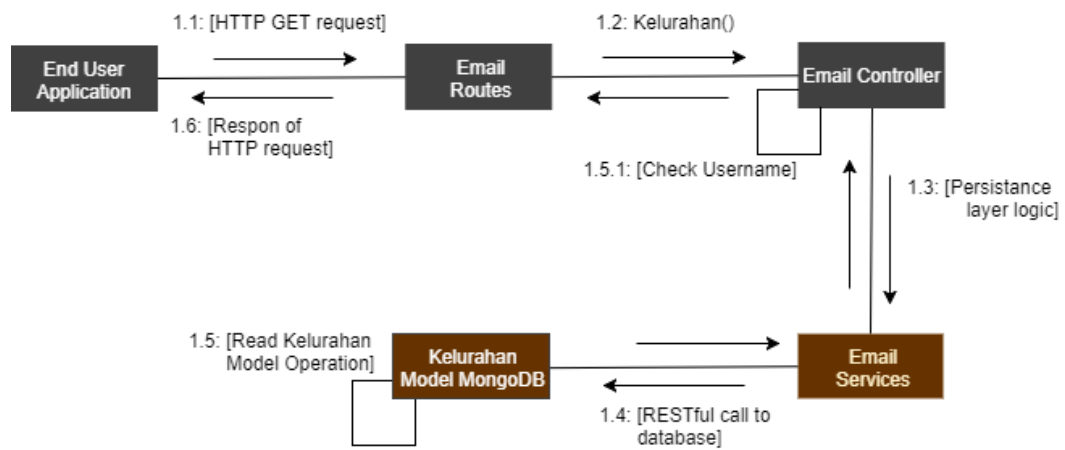 1.1: [HTTP GET request]
1.2: Kelurahan()
End User
Application
Email
Routes
Email Controller
1.6: [Respon of
HTTP request]
1.5.1: [Check Username]
1.3: [Persistance
layer logic]
1.5: [Read Kelurahan
Model Operation]
Kelurahan
Model MongoDB
Email
Services
1.4: [RESTful call to
database]